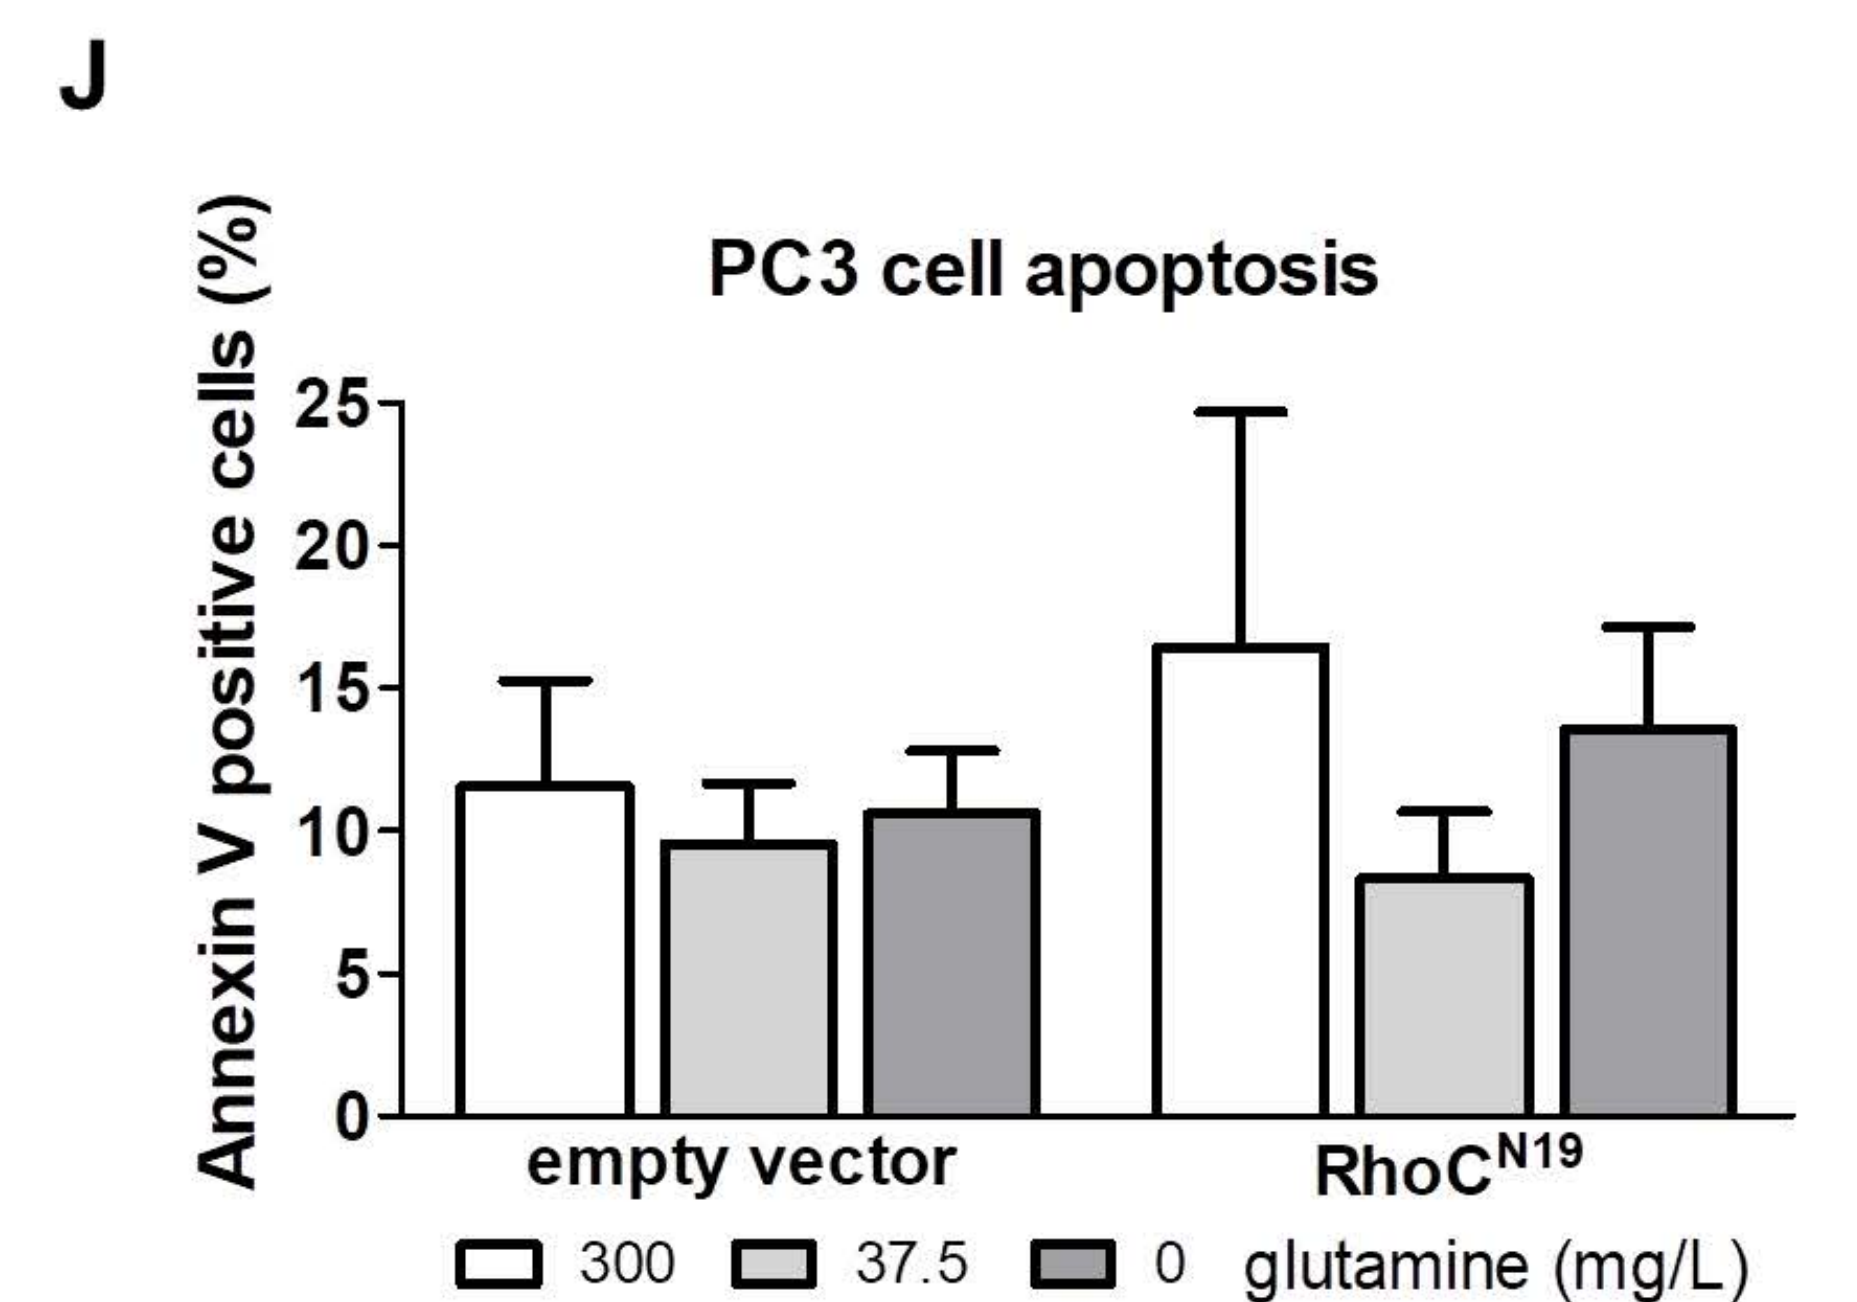 J
PC3 cell apoptosis
Annexin V positive cells (%)
25
20
15
10
5
0
empty vector RhoC^N19
300 37.5 0 glutamine (mg/L)